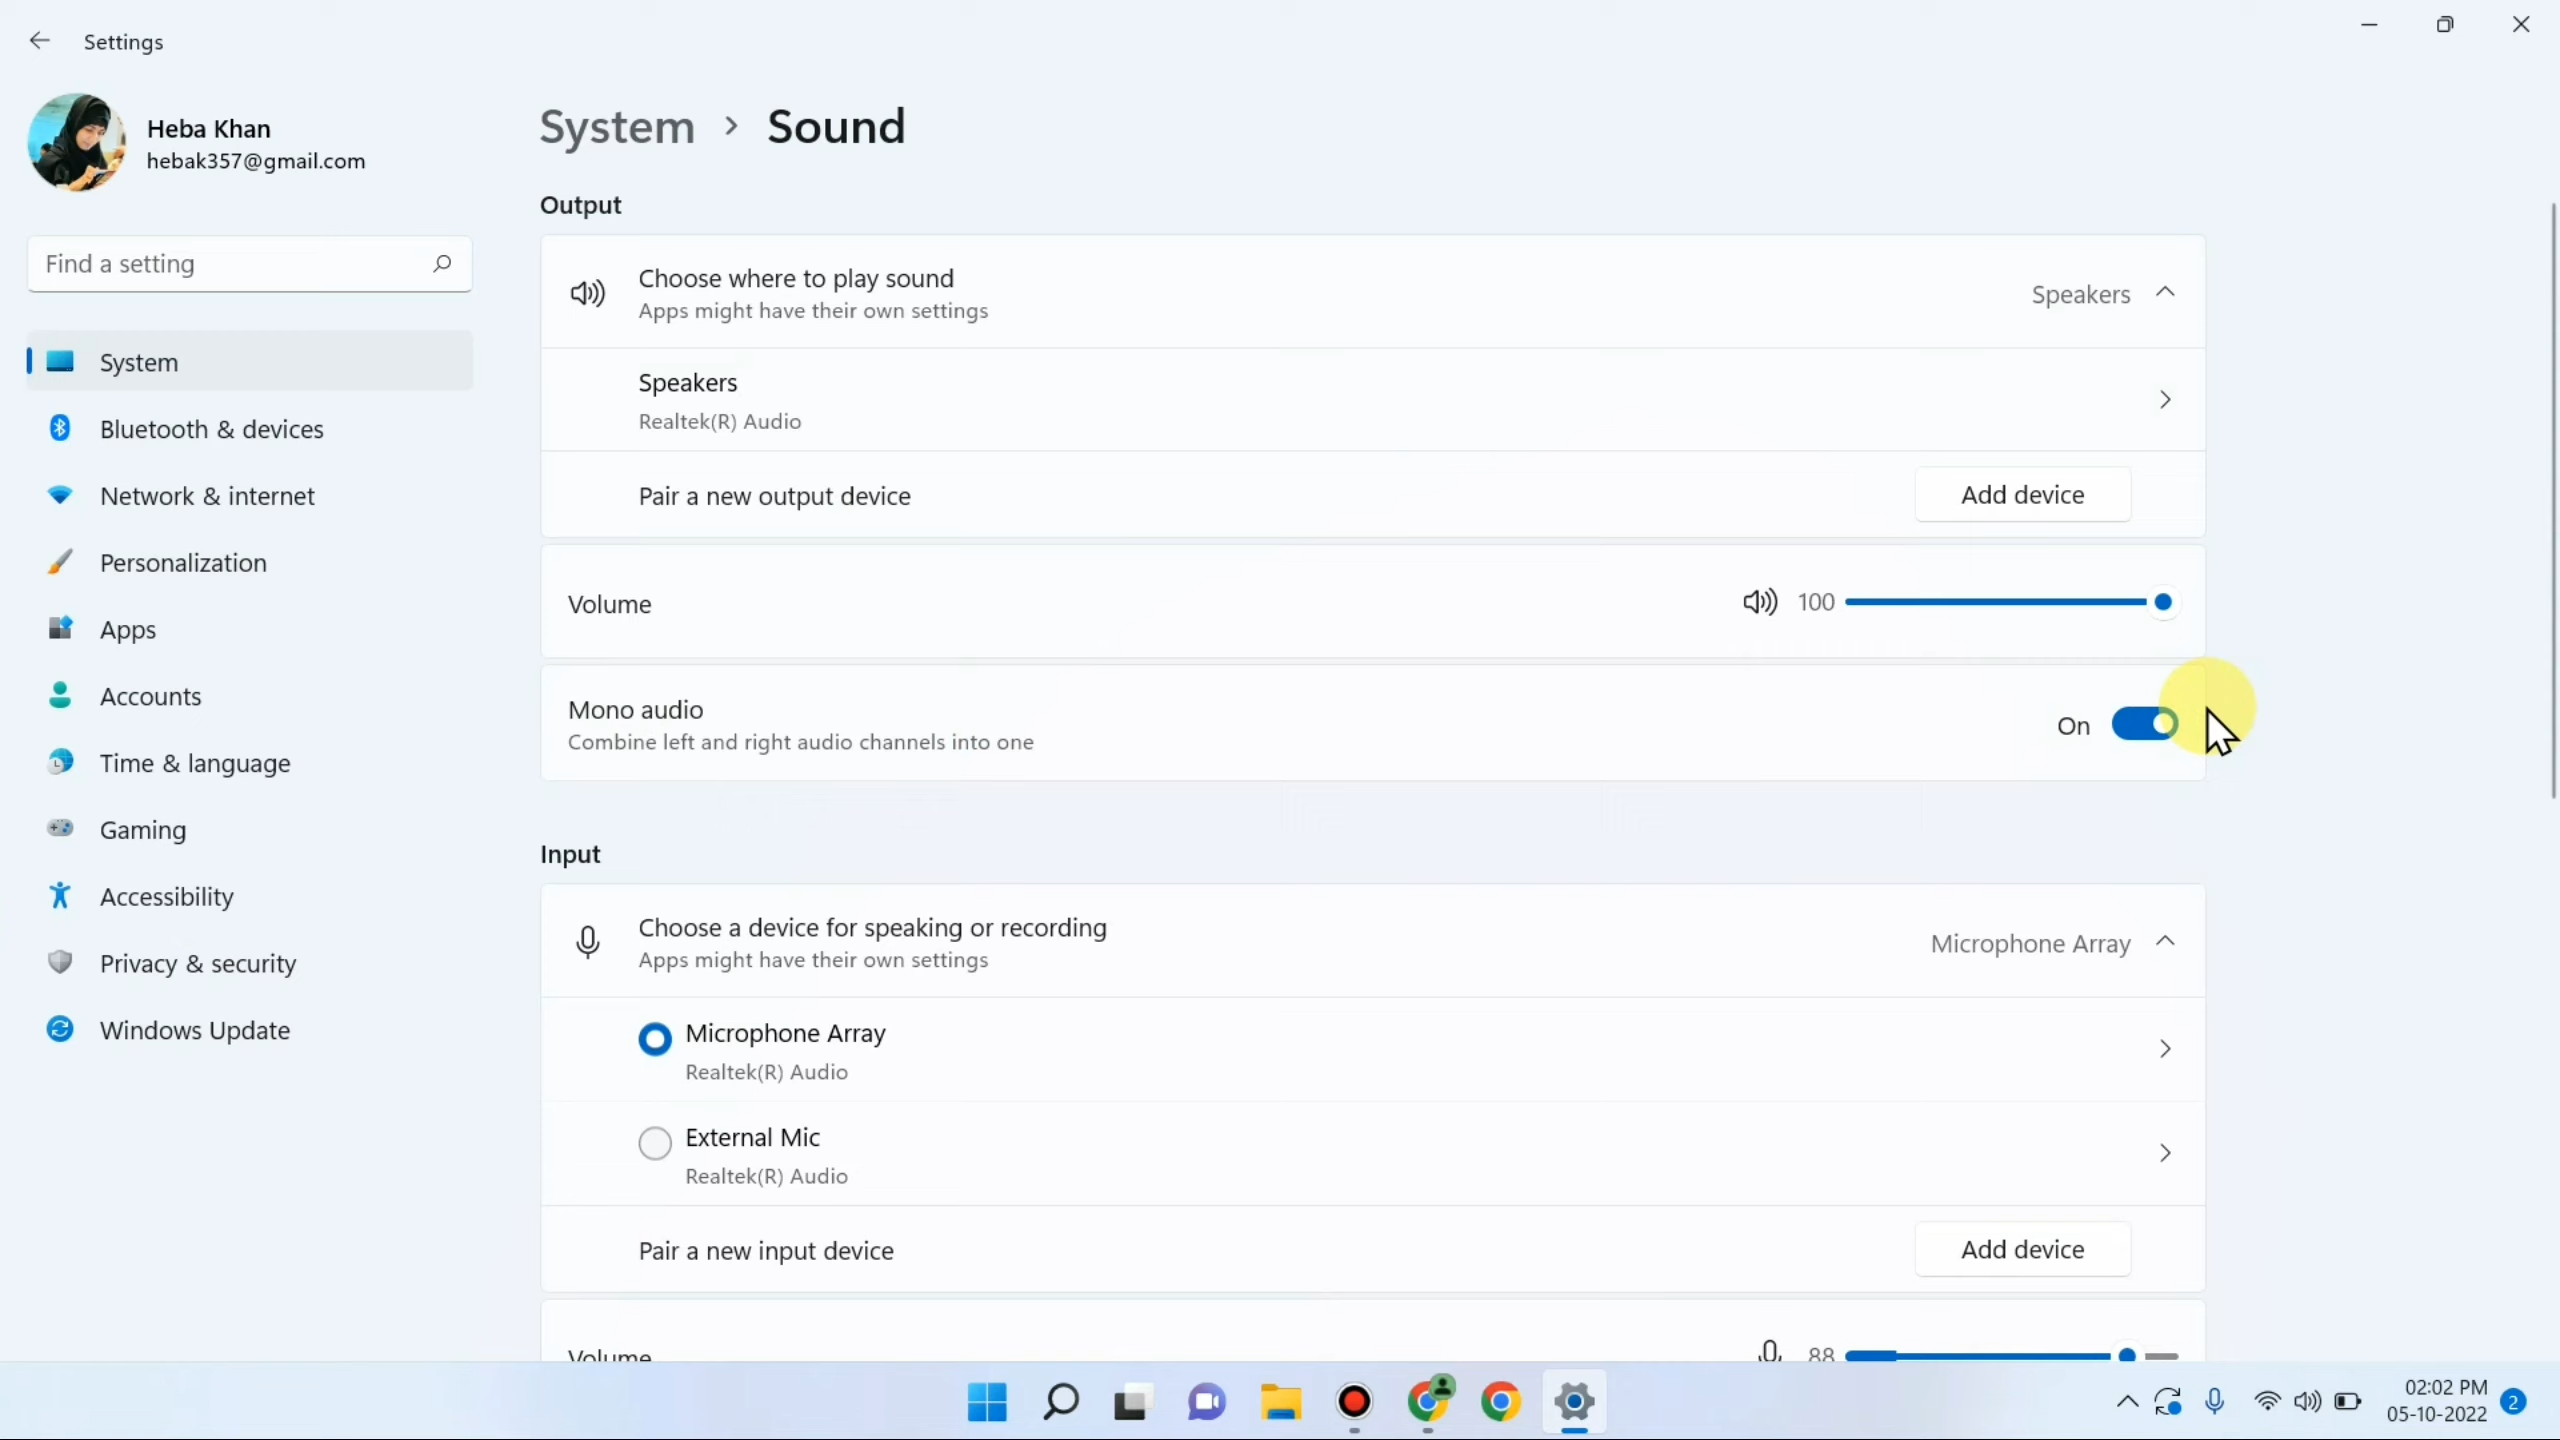 Settings
Heba Khan
hebak357@gmail.com
Find a setting
System
Bluetooth & devices
Network & internet
Personalization
Apps
Accounts
Time & language
Gaming
Accessibility
Privacy & security
Windows Update
System > Sound
Output
Choose where to play sound
Apps might have their own settings
Speakers
Speakers
Realtek(R) Audio
Pair a new output device
Add device
Volume
100
Mono audio
Combine left and right audio channels into one
On
Input
Choose a device for speaking or recording
Apps might have their own settings
Microphone Array
Microphone Array
Realtek(R) Audio
External Mic
Realtek(R) Audio
Pair a new input device
Add device
Volume
88
02:02 PM
05-10-2022
2